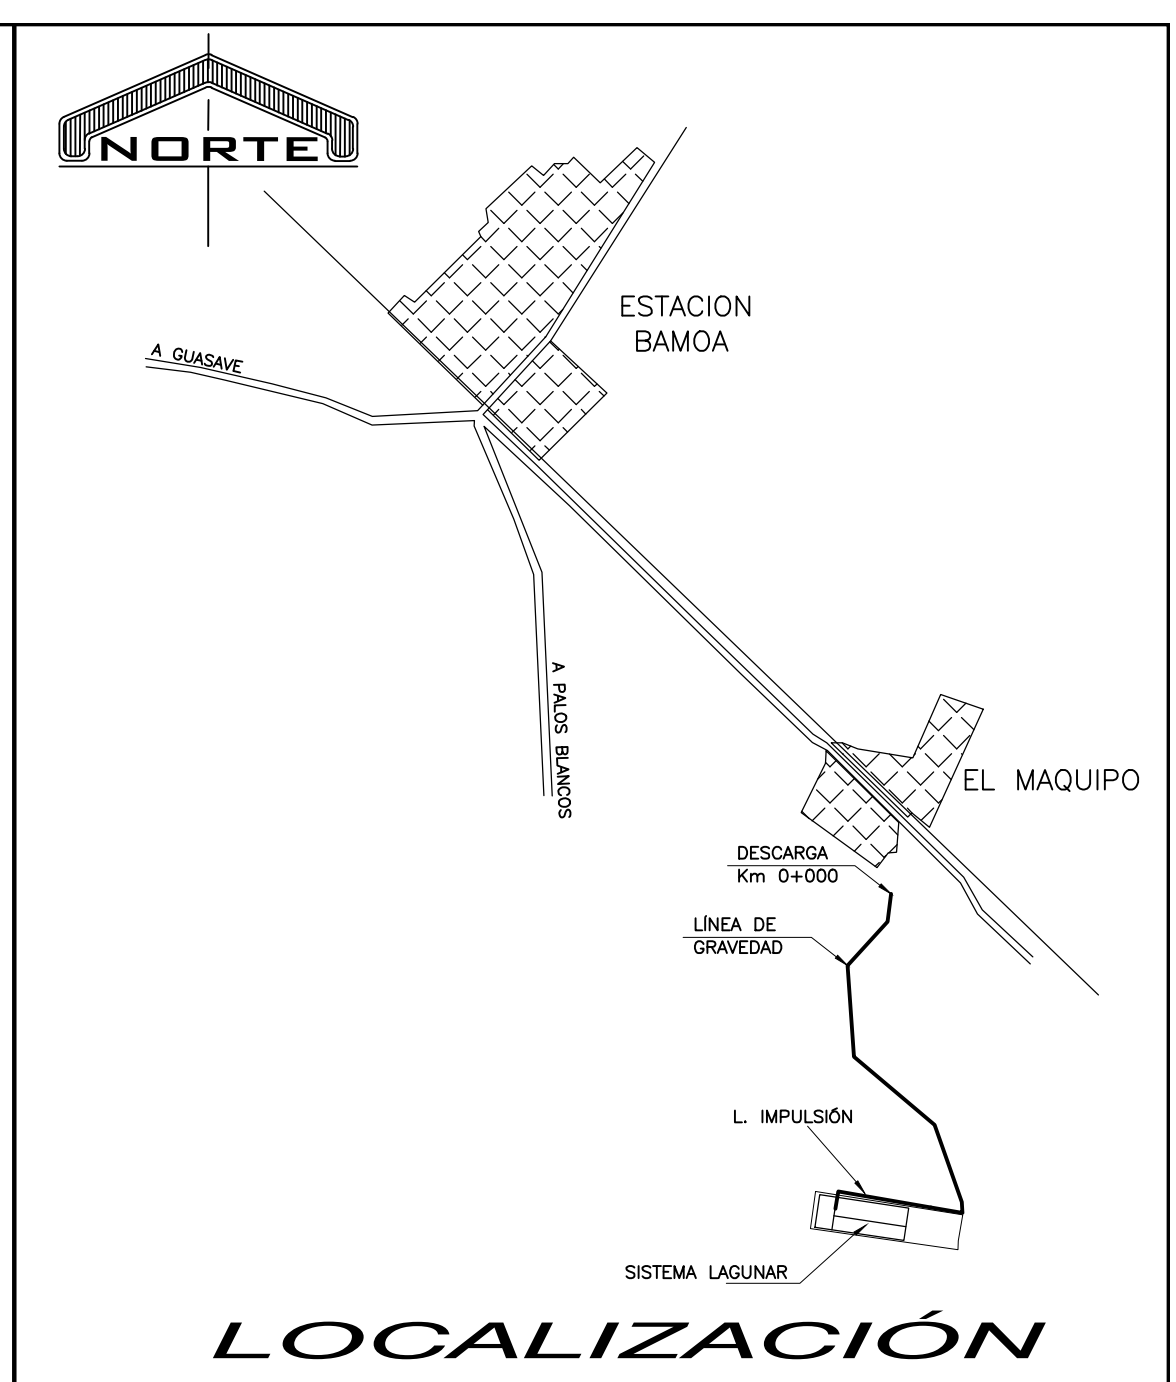 NORTE
ESTACION
BAMOA
A GUASAVE
A PALOS BLANCOS
EL MAQUIPO
DESCARGA
Km 0+000
LÍNEA DE
GRAVEDAD
L. IMPULSIÓN
SISTEMA LAGUNAR
LOCALIZACIÓN